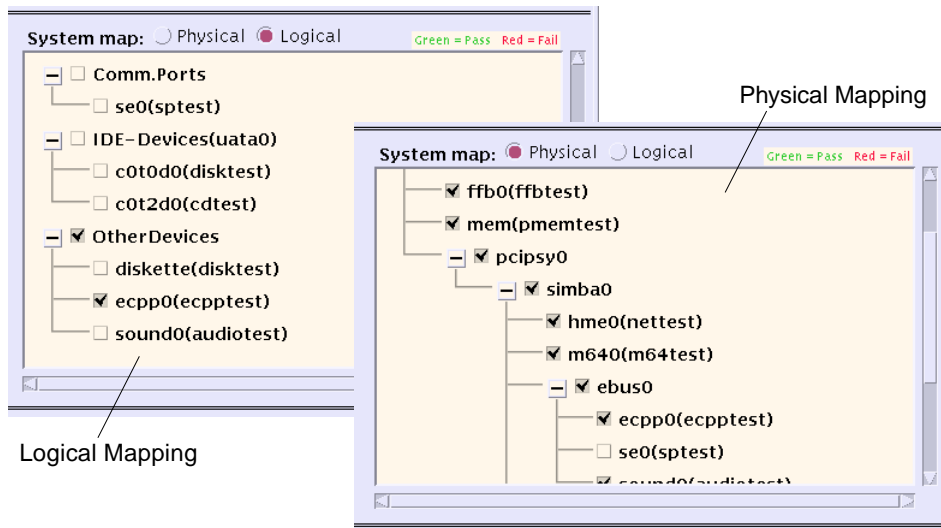 System map: Physical Logical
Green = Pass Red = Fail
Comm.Ports
se0(sptest)
IDE-Devices(uata0)
c0t0d0(disktest)
c0t2d0(cdtest)
OtherDevices
diskette(disktest)
ecpp0(ecpptest)
sound0(audiotest)
Logical Mapping
Physical Mapping
System map: Physical Logical
Green = Pass Red = Fail
ffb0(ffbtest)
mem(pmemtest)
pcipsy0
simba0
hme0(nettest)
m640(m64test)
ebus0
ecpp0(ecpptest)
se0(sptest)
sound0(audiotest)